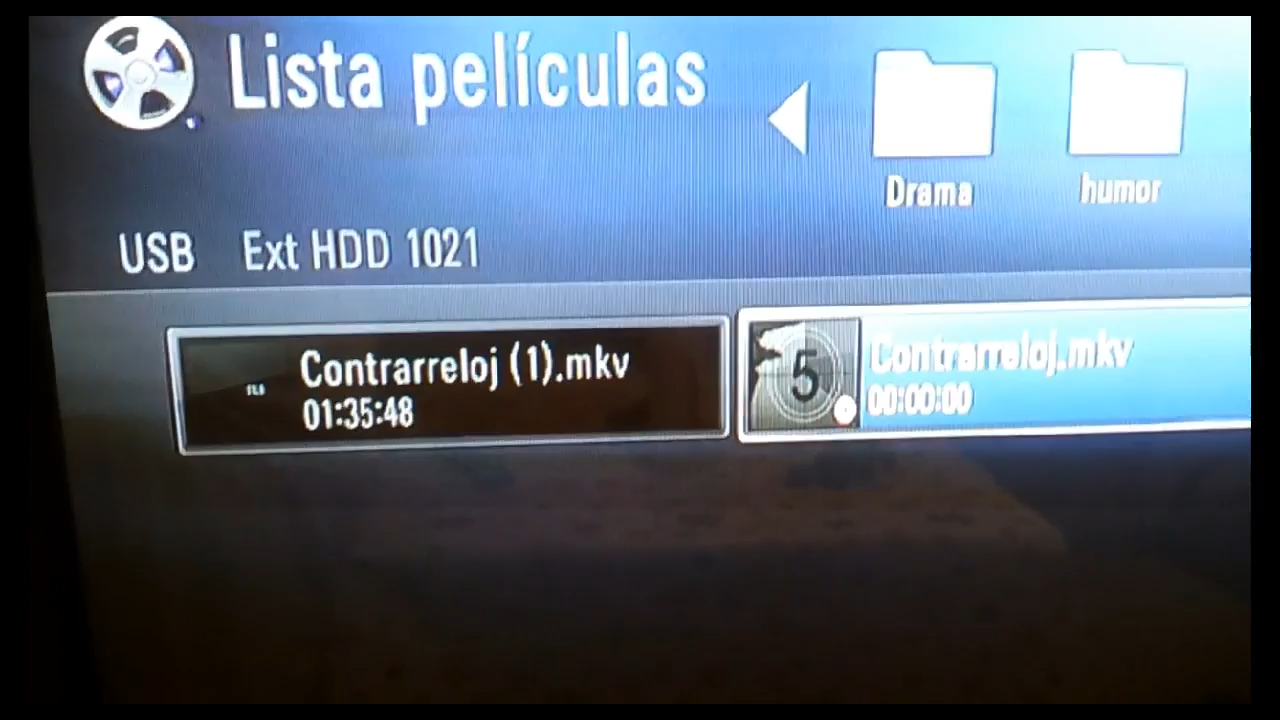 Lista películas
Drama
humor
USB Ext HDD 1021
Contrarreloj (1).mkv
01:35:48
5
Contrarreloj.mkv
00:00:00